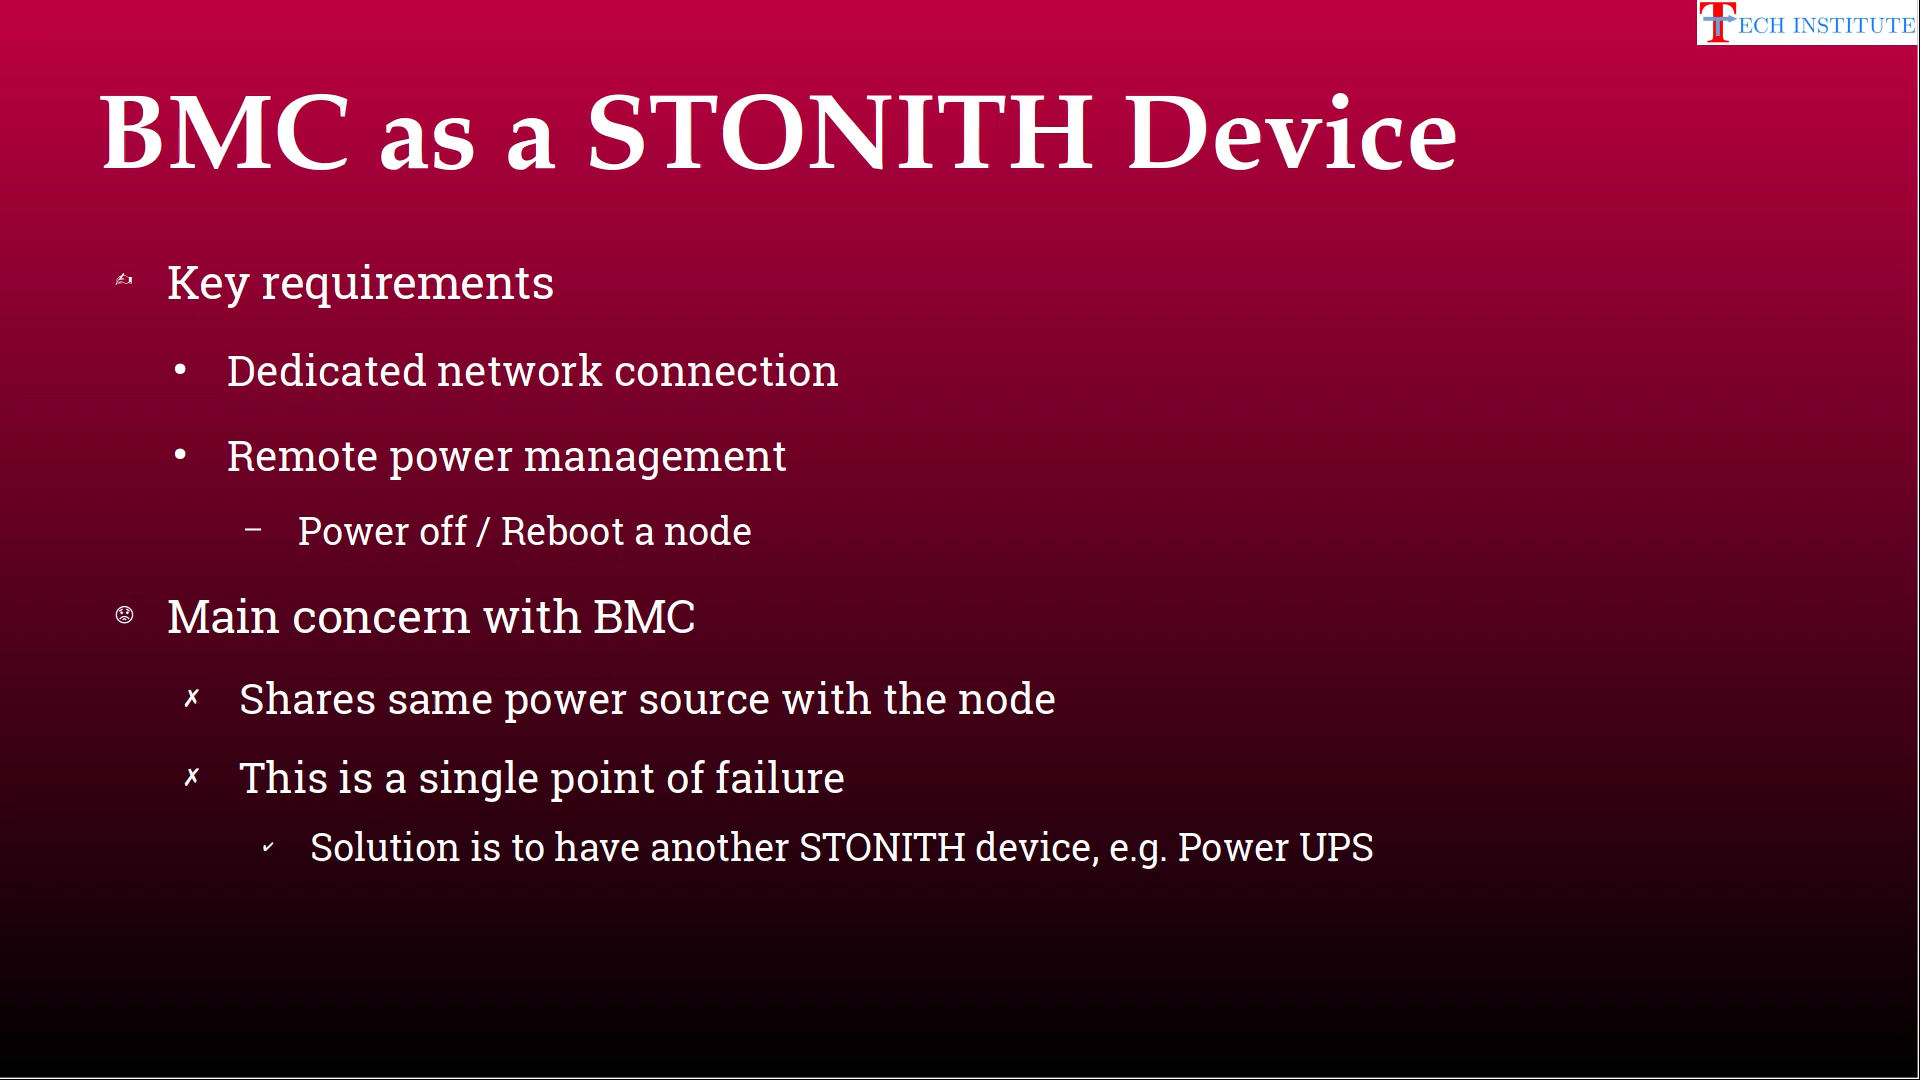 TECH INSTITUTE
BMC as a STONITH Device
✍ Key requirements
• Dedicated network connection
• Remote power management
– Power off / Reboot a node
☹ Main concern with BMC
✗ Shares same power source with the node
✗ This is a single point of failure
✔ Solution is to have another STONITH device, e.g. Power UPS